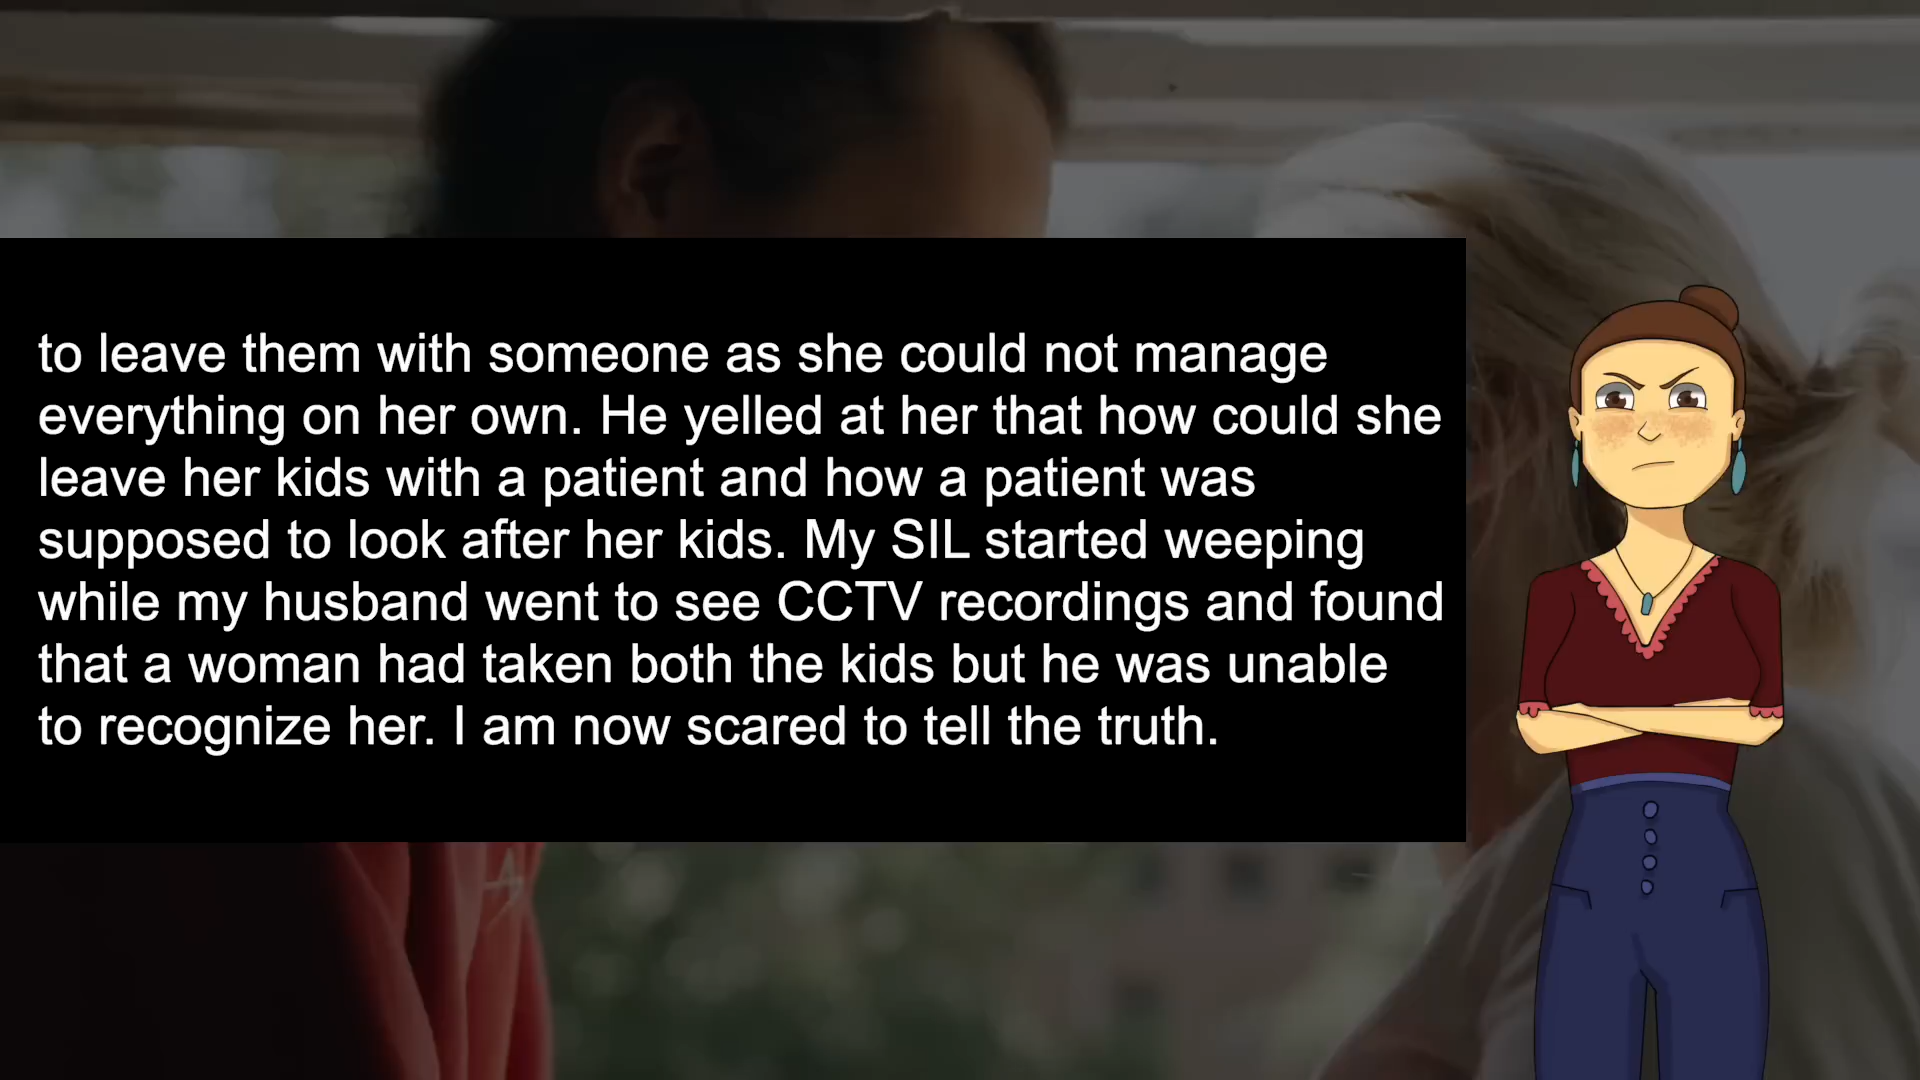 to leave them with someone as she could not manage
everything on her own. He yelled at her that how could she
leave her kids with a patient and how a patient was
supposed to look after her kids. My SIL started weeping
while my husband went to see CCTV recordings and found
that a woman had taken both the kids but he was unable
to recognize her. I am now scared to tell the truth.